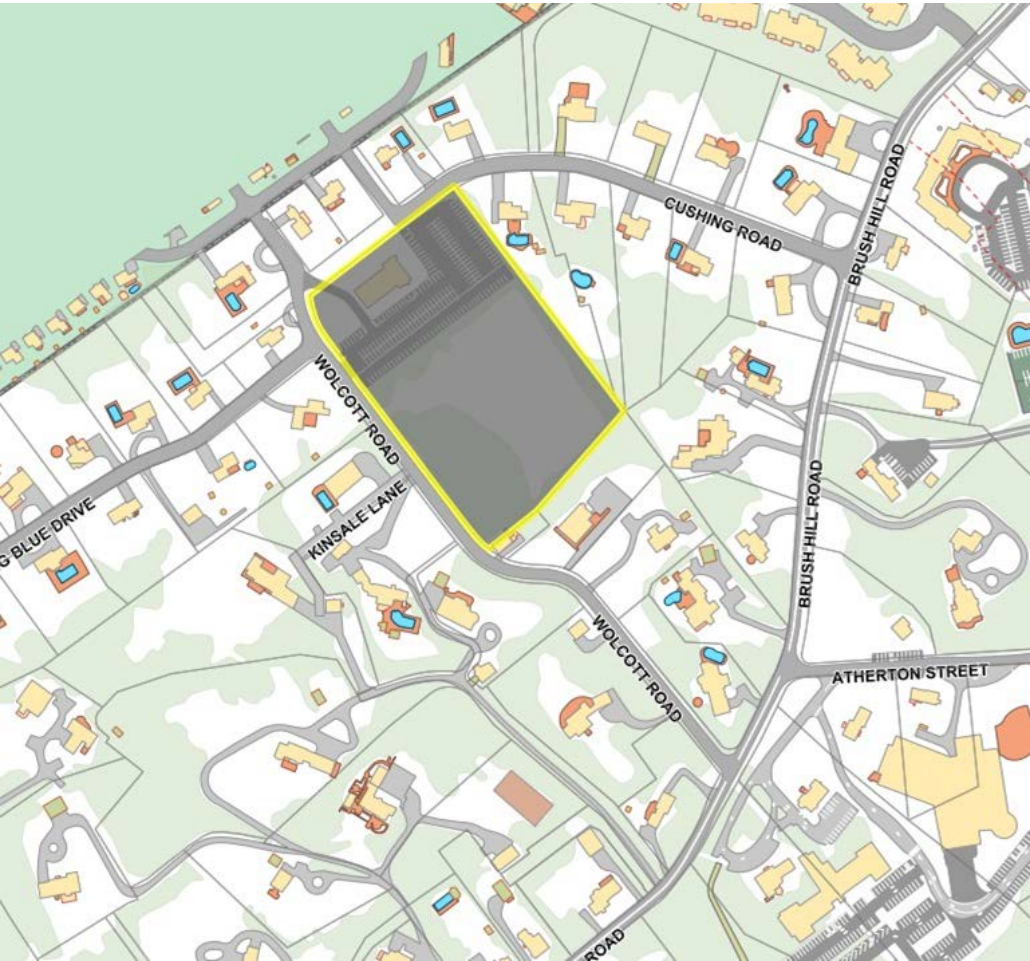 CUSHING ROAD
BRUSH HILL ROAD
WOLCOTT ROAD
KINSALE LANE
G BLUE DRIVE
BRUSH HILL ROAD
WOLCOTT ROAD
ATHERTON STREET
ROAD